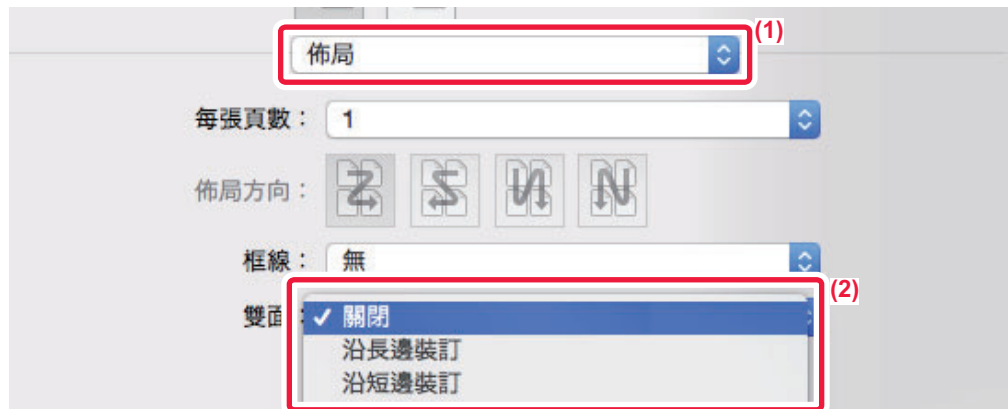 (1)
佈局
每張頁數： 1
佈局方向：
框線： 無
(2)
雙面： ✓ 關閉
沿長邊裝訂
沿短邊裝訂